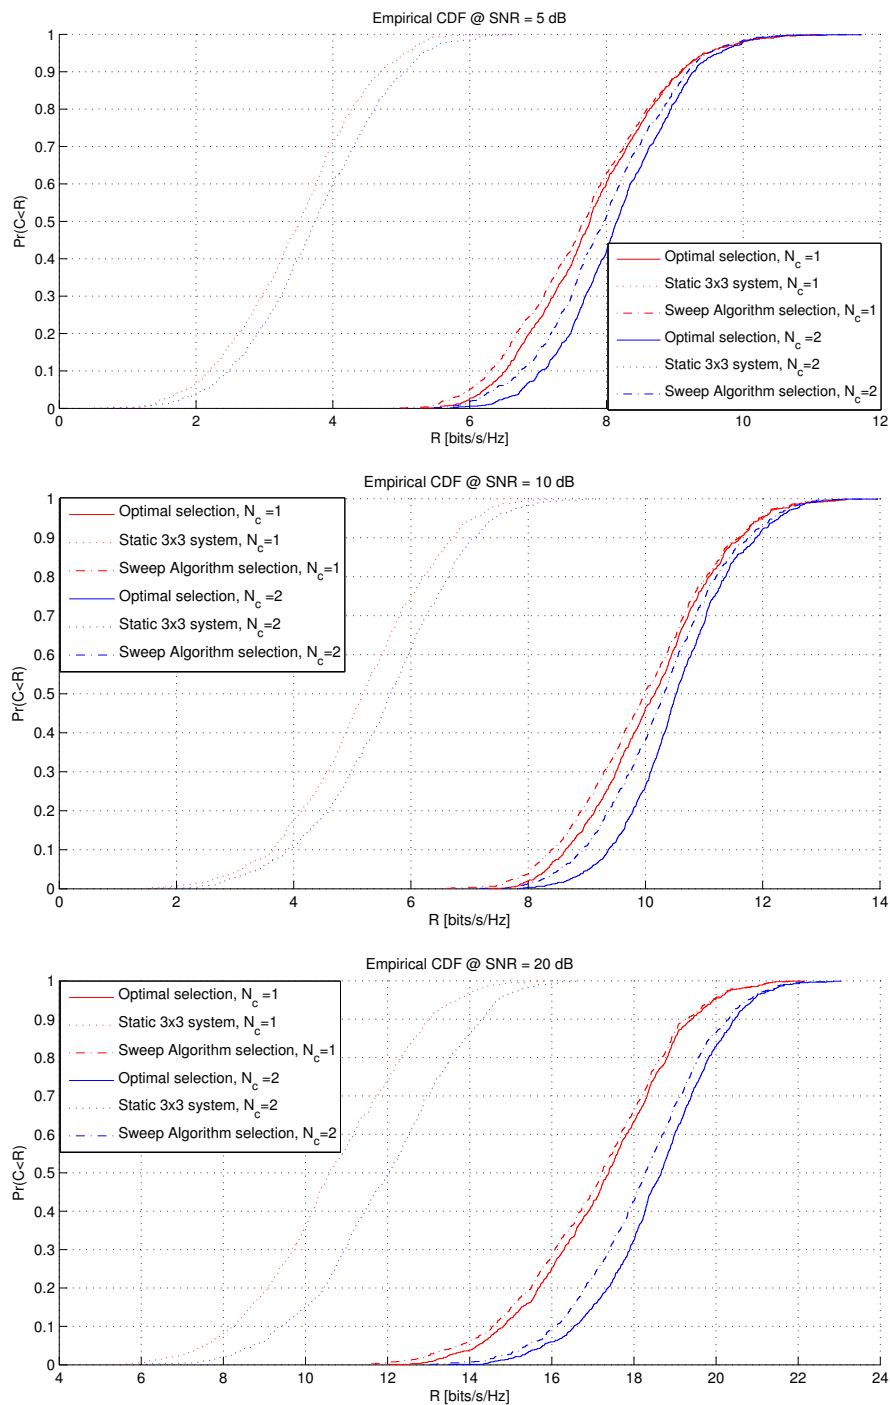 Empirical CDF @ SNR = 5 dB
1
0.9
0.8
0.7
0.6
0.5
0.4
0.3
0.2
0.1
0
Pr(C<R)
Optimal selection, N_c=1
Static 3x3 system, N_c=1
Sweep Algorithm selection, N_c=1
Optimal selection, N_c=2
Static 3x3 system, N_c=2
Sweep Algorithm selection, N_c=2
0 2 4 6 8 10 12
R [bits/s/Hz]
Empirical CDF @ SNR = 10 dB
1
0.9
0.8
0.7
0.6
0.5
0.4
0.3
0.2
0.1
0
Pr(C<R)
Optimal selection, N_c=1
Static 3x3 system, N_c=1
Sweep Algorithm selection, N_c=1
Optimal selection, N_c=2
Static 3x3 system, N_c=2
Sweep Algorithm selection, N_c=2
0 2 4 6 8 10 12 14
R [bits/s/Hz]
Empirical CDF @ SNR = 20 dB
1
0.9
0.8
0.7
0.6
0.5
0.4
0.3
0.2
0.1
0
Pr(C<R)
Optimal selection, N_c=1
Static 3x3 system, N_c=1
Sweep Algorithm selection, N_c=1
Optimal selection, N_c=2
Static 3x3 system, N_c=2
Sweep Algorithm selection, N_c=2
4 6 8 10 12 14 16 18 20 22 24
R [bits/s/Hz]